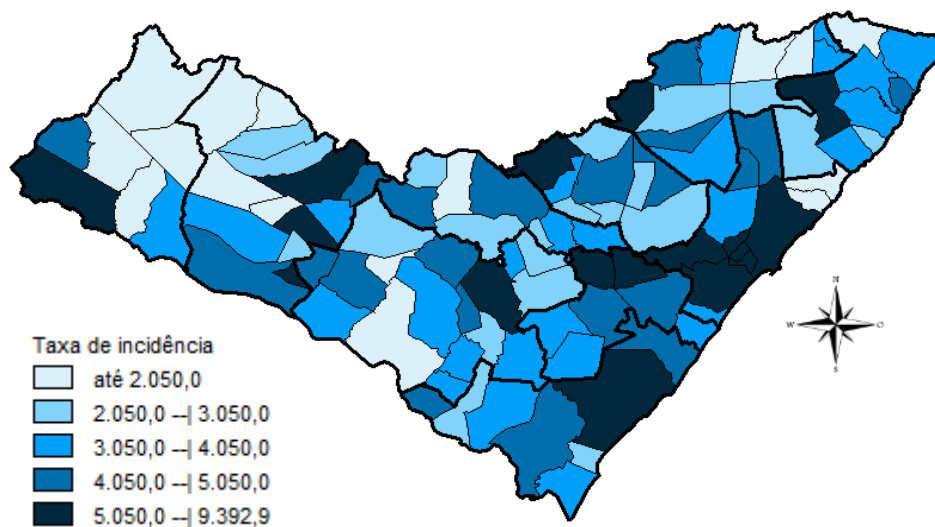 N
W O
S
Taxa de incidência
até 2.050,0
2.050,0 --| 3.050,0
3.050,0 --| 4.050,0
4.050,0 --| 5.050,0
5.050,0 --| 9.392,9